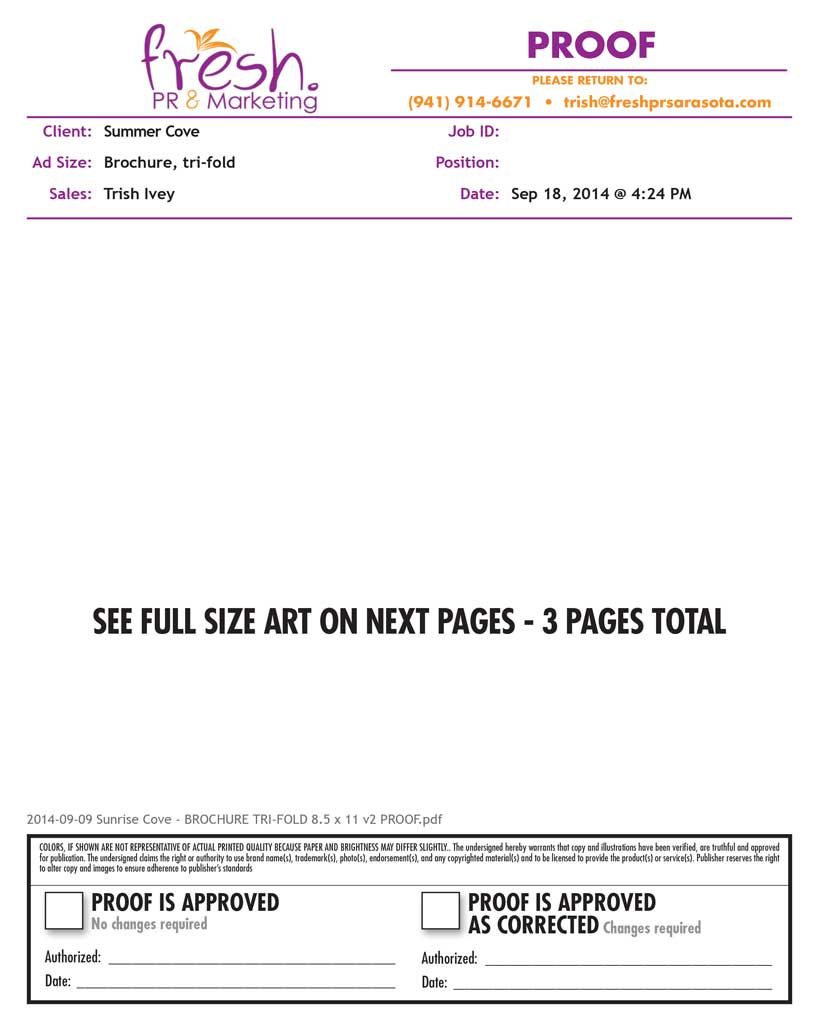 fresh.
PR & Marketing
PROOF
PLEASE RETURN TO:
(941) 914-6671 • trish@freshprsarasota.com
Client: Summer Cove
Job ID:
Ad Size: Brochure, tri-fold
Position:
Sales: Trish Ivey
Date: Sep 18, 2014 @ 4:24 PM
SEE FULL SIZE ART ON NEXT PAGES - 3 PAGES TOTAL
2014-09-09 Sunrise Cove - BROCHURE TRI-FOLD 8.5 x 11 v2 PROOF.pdf
COLORS, IF SHOWN ARE NOT REPRESENTATIVE OF ACTUAL PRINTED QUALITY BECAUSE PAPER AND BRIGHTNESS MAY DIFFER SLIGHTLY.. The undersigned hereby warrants that copy and illustrations have been verified, are truthful and approved
for publication. The undersigned claims the right or authority to use brand name(s), trademark(s), photo(s), endorsement(s), and any copyrighted material(s) and to be licensed to provide the product(s) or service(s). Publisher reserves the right
to alter copy and images to ensure adherence to publisher's standards
PROOF IS APPROVED
No changes required
Authorized:
Date:
PROOF IS APPROVED
AS CORRECTED Changes required
Authorized:
Date: